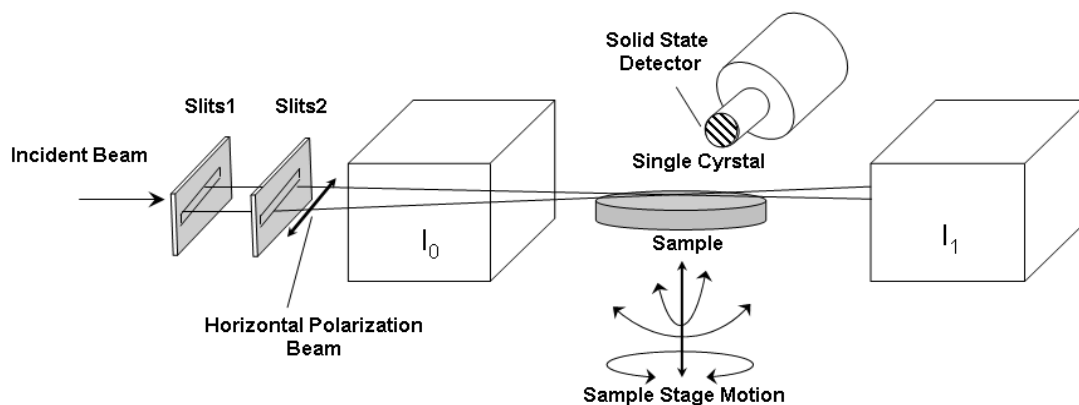 Solid State
Detector
Slits1
Slits2
Incident Beam
Single Cyrstal
I0
Sample
I1
Horizontal Polarization
Beam
Sample Stage Motion